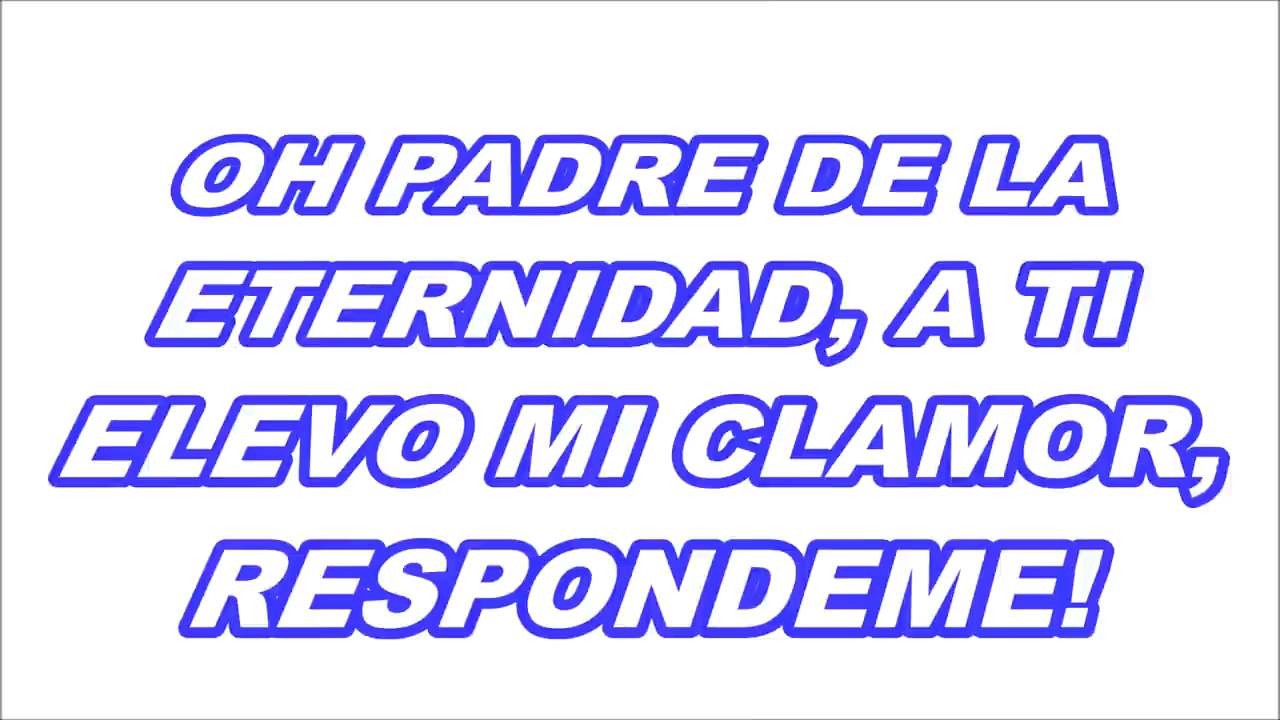 OH PADRE DE LA
ETERNIDAD, A TI
ELEVO MI CLAMOR,
RESPONDEME!